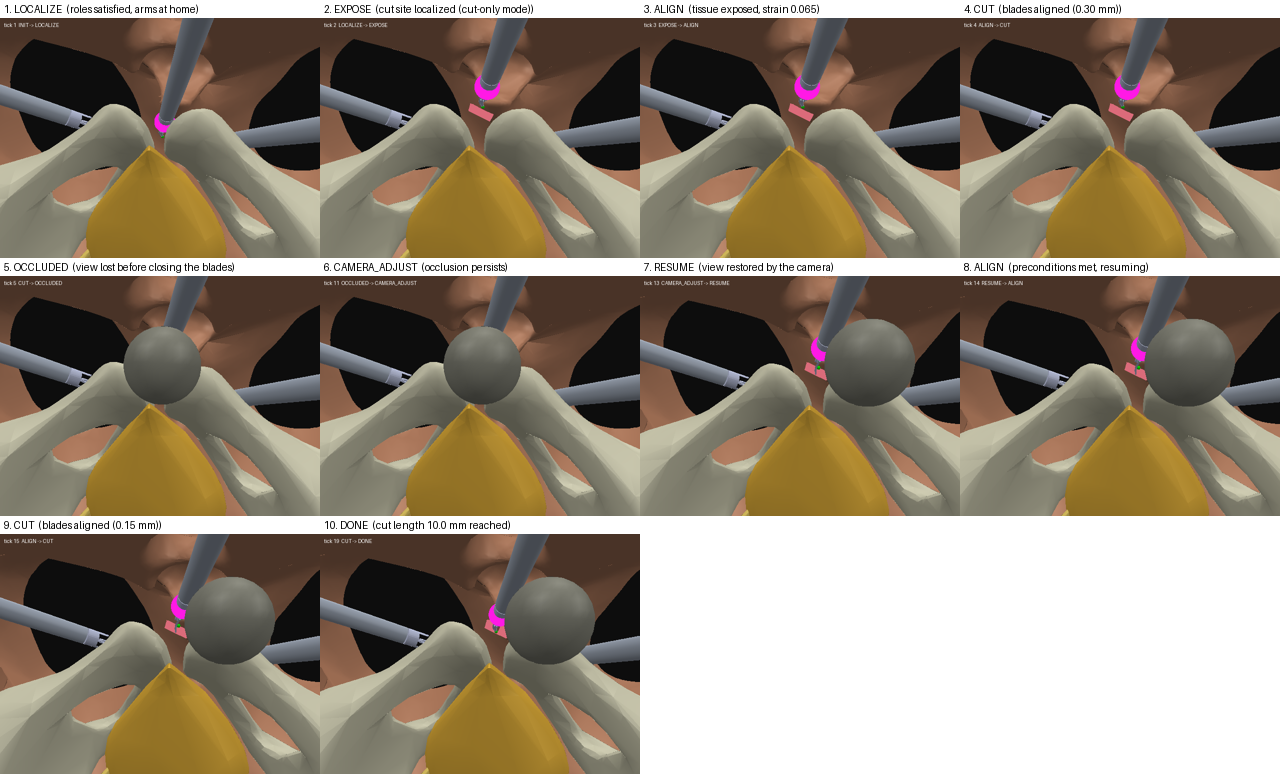 1. LOCALIZE (roles satisfied, arms at home)
2. EXPOSE (cut site localized (cut-only mode))
3. ALIGN (tissue exposed, strain 0.065)
4. CUT (blades aligned (0.30 mm))
tick 1 INIT -> LOCALIZE
tick 2 LOCALIZE -> EXPOSE
tick 3 EXPOSE -> ALIGN
tick 4 ALIGN -> CUT
5. OCCLUDED (view lost before closing the blades)
6. CAMERA_ADJUST (occlusion persists)
7. RESUME (view restored by the camera)
8. ALIGN (preconditions met, resuming)
tick 5 CUT -> OCCLUDED
tick 11 OCCLUDED -> CAMERA_ADJUST
tick 13 CAMERA_ADJUST -> RESUME
tick 14 RESUME -> ALIGN
9. CUT (blades aligned (0.15 mm))
10. DONE (cut length 10.0 mm reached)
tick 15 ALIGN -> CUT
tick 19 CUT -> DONE